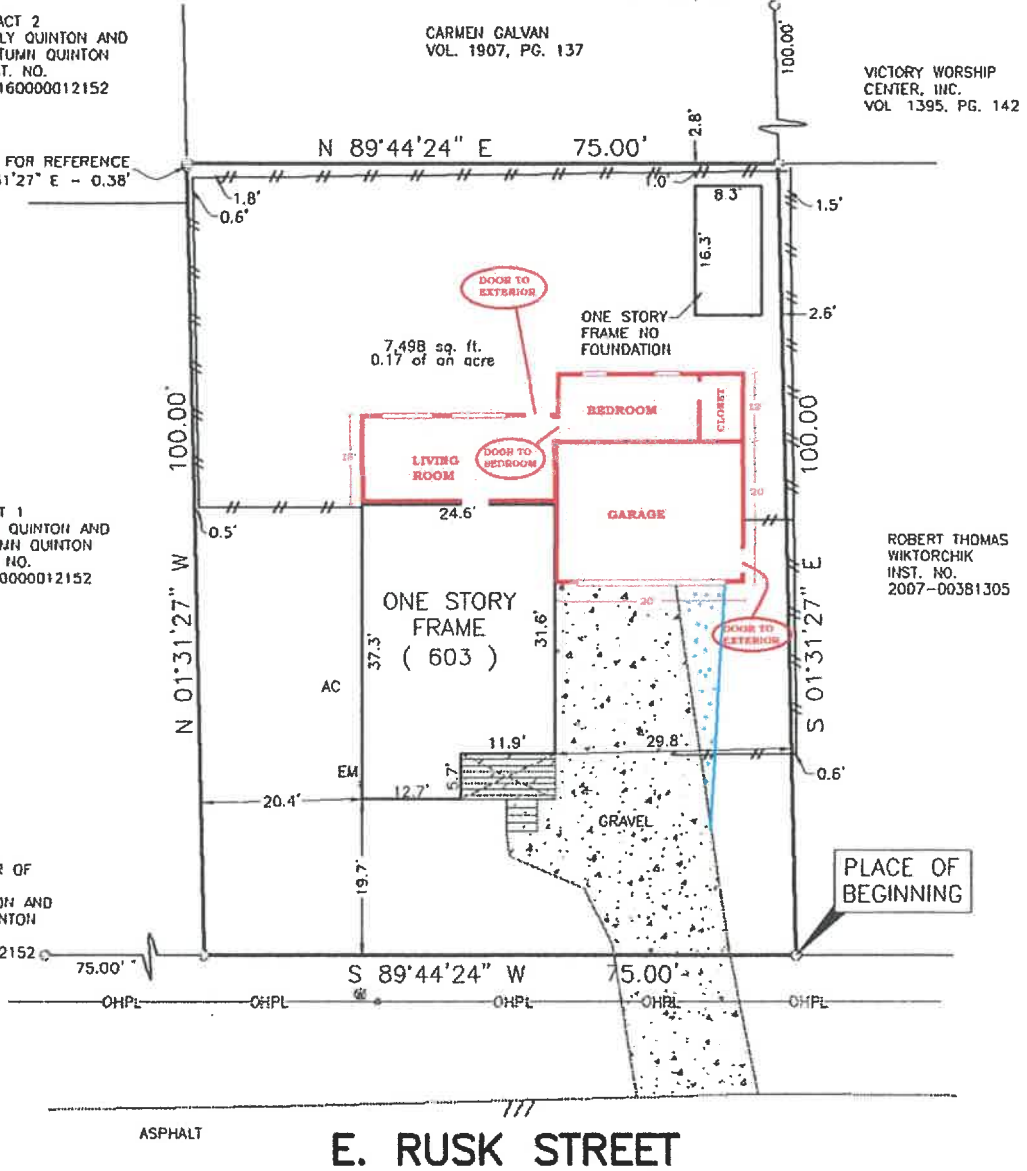 ACT 2
LY QUINTON AND
TUMN QUINTON
T. NO.
160000012152
CARMEN GALVAN
VOL. 1907, PG. 137
100.00'
VICTORY WORSHIP
CENTER, INC.
VOL 1395, PG. 142
FOR REFERENCE
31'27" E - 0.38'
N 89°44'24" E 75.00'
2.8'
1.0'
1.8'
0.6'
8.3'
16.3'
1.5'
2.6'
DOOR TO
EXTERIOR
ONE STORY
FRAME NO
FOUNDATION
7,498 sq. ft.
0.17 of an acre
BEDROOM
CLOSET
12'
100.00'
100.00'
LIVING
ROOM
DOOR TO
BEDROOM
GARAGE
20'
24.6'
0.5'
T 1
QUINTON AND
MN QUINTON
NO.
0000012152
ROBERT THOMAS
WIKTORCHIK
INST. NO.
2007-00381305
N 01°31'27" W
S 01°31'27" E
20'
DOOR TO
EXTERIOR
ONE STORY
FRAME
( 603 )
37.3'
31.6'
AC
EM
11.9'
5.7'
12.7'
29.8'
0.6'
20.4'
GRAVEL
19.7'
PLACE OF
BEGINNING
R OF
ON AND
NTON
2152
75.00'
S 89°44'24" W 75.00'
OHPL OHPL OHPL OHPL OHPL
ASPHALT
E. RUSK STREET